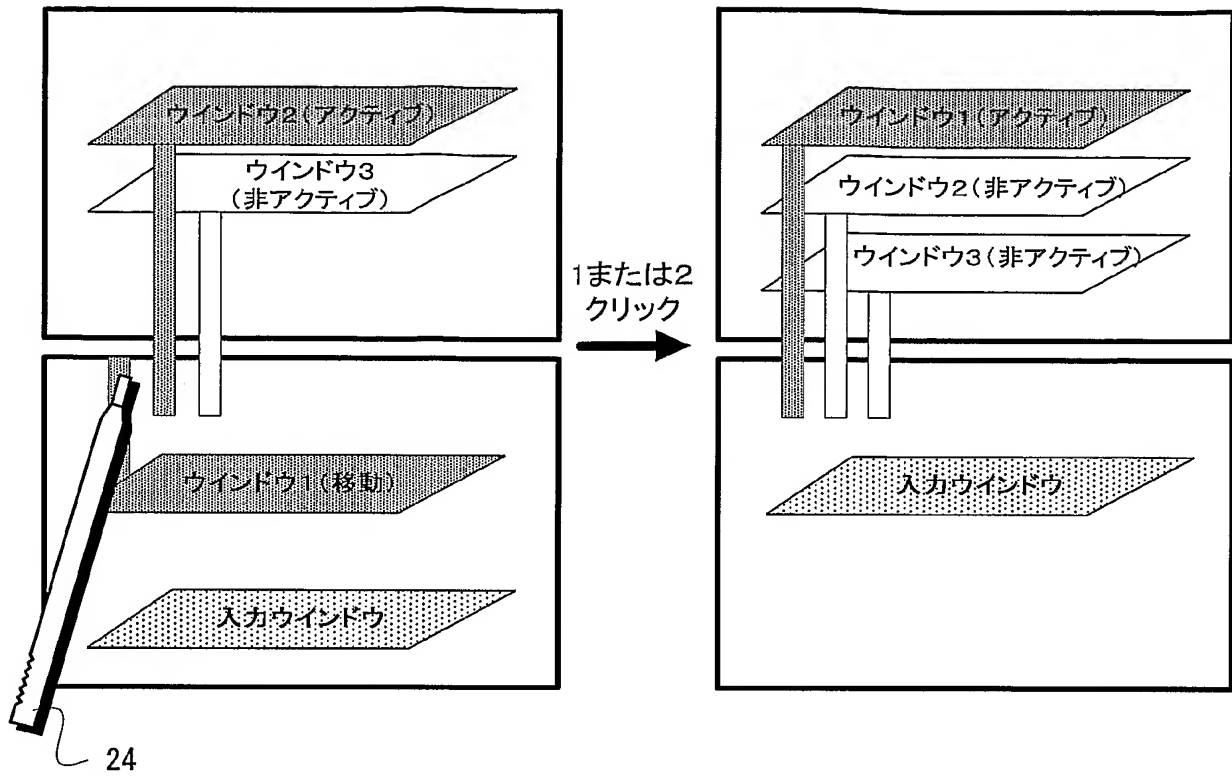 ウインドウ2(アクティブ)
ウインドウ3
(非アクティブ)
ウインドウ1(移動)
入力ウインドウ
24
1または2
クリック
ウインドウ1(アクティブ)
ウインドウ2(非アクティブ)
ウインドウ3(非アクティブ)
入力ウインドウ